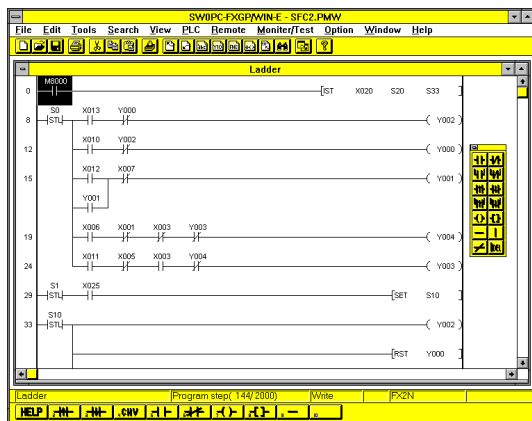 SW0PC-FXGP/WIN-E - SFC2.PMW
File Edit Tools Search View PLC Remote Moniter/Test Option Window Help
Ladder
M8000
0 [IST X020 S20 S33 ]
S0 X013 Y000
8 STL ( Y002 )
X010 Y002
12 ( Y000 )
X012 X007
15 ( Y001 )
Y001
X006 X001 X003 Y003
19 ( Y004 )
X011 X005 X003 Y004
24 ( Y003 )
S1 X025
29 STL [SET S10 ]
S10
33 STL ( Y002 )
[RST Y000 ]
DEL
Ladder Program step( 144/ 2000) Write FX2N
HELP CNV